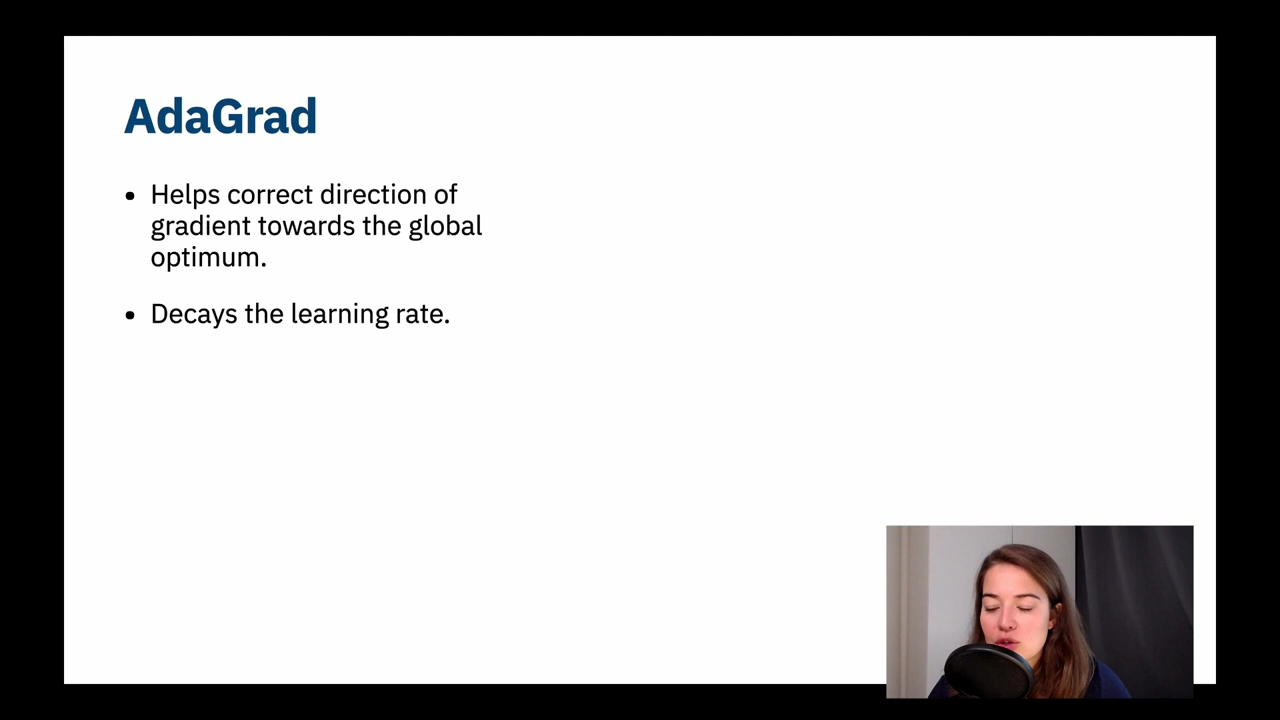 AdaGrad
• Helps correct direction of
gradient towards the global
optimum.
• Decays the learning rate.